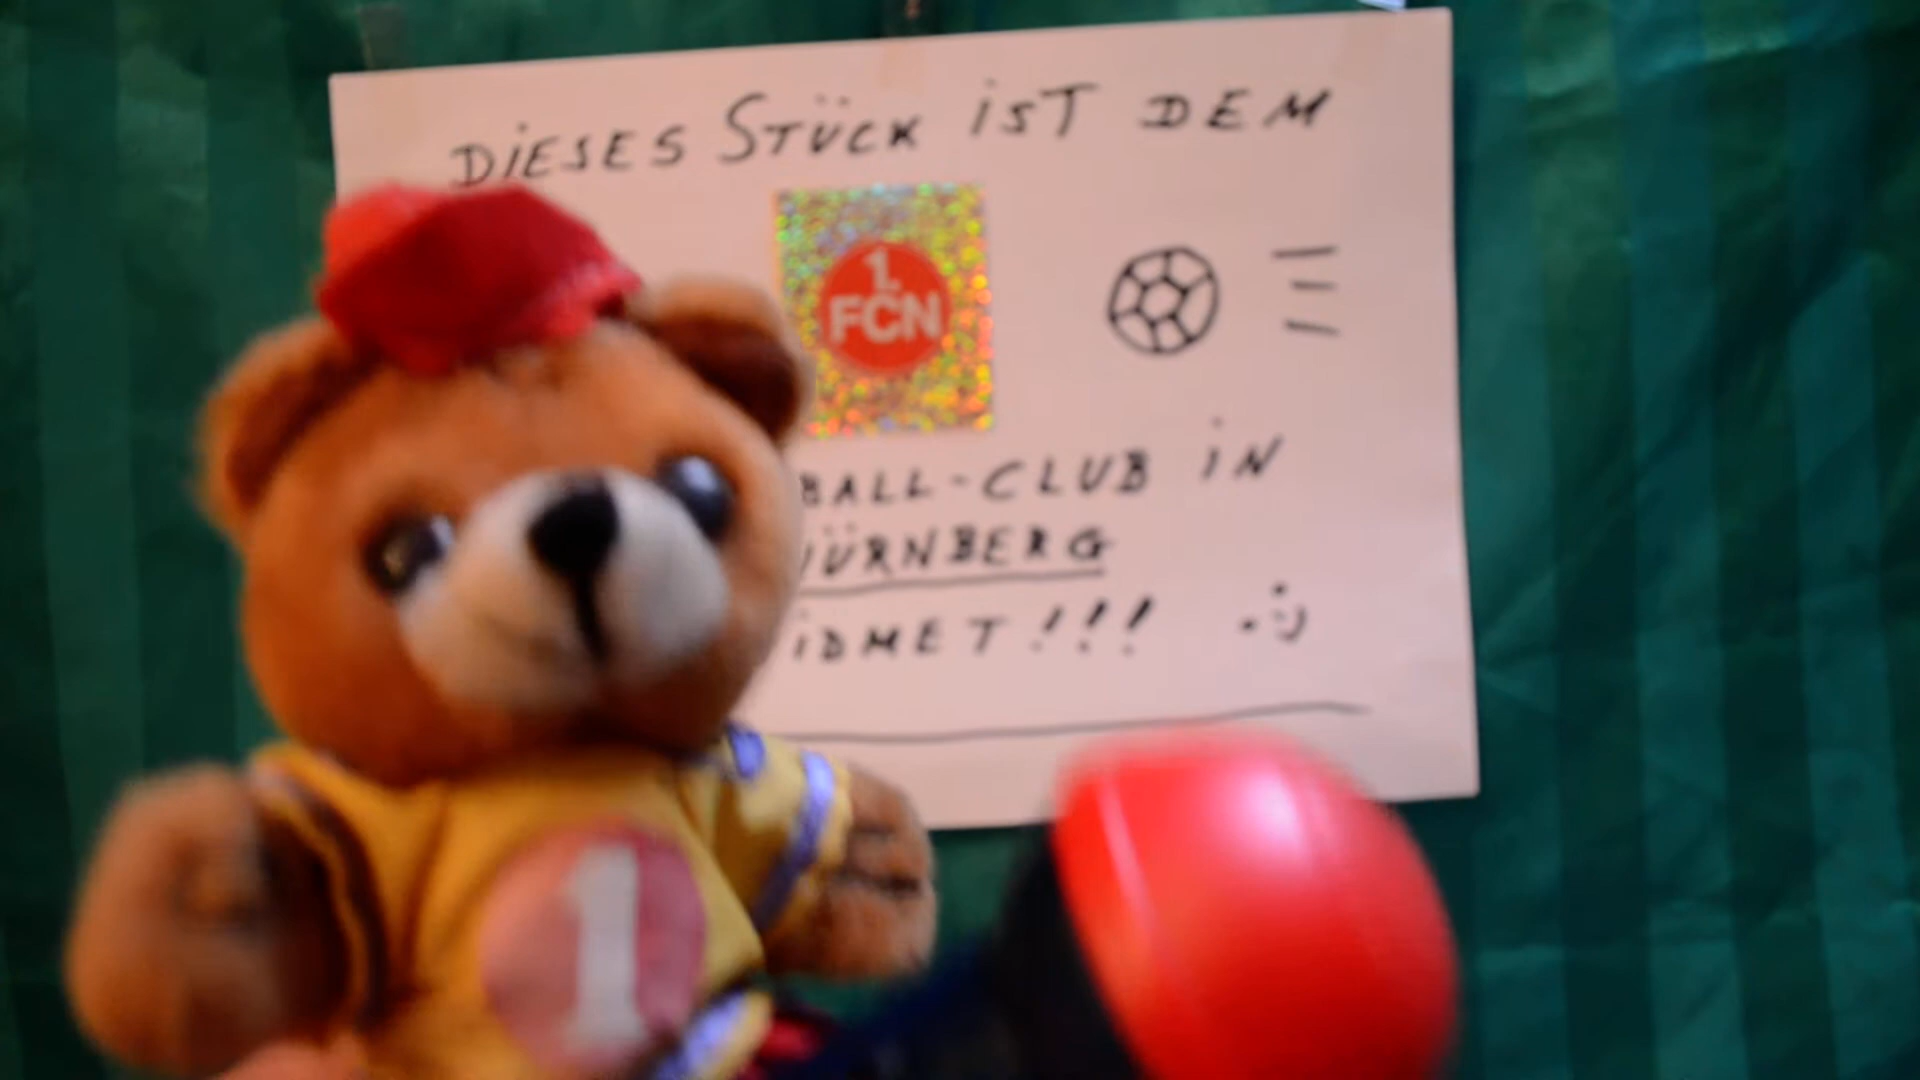 DIESES STÜCK IST DEM
1.
FCN
BALL-CLUB IN
ÜRNBERG
IDMET!!! :)
1